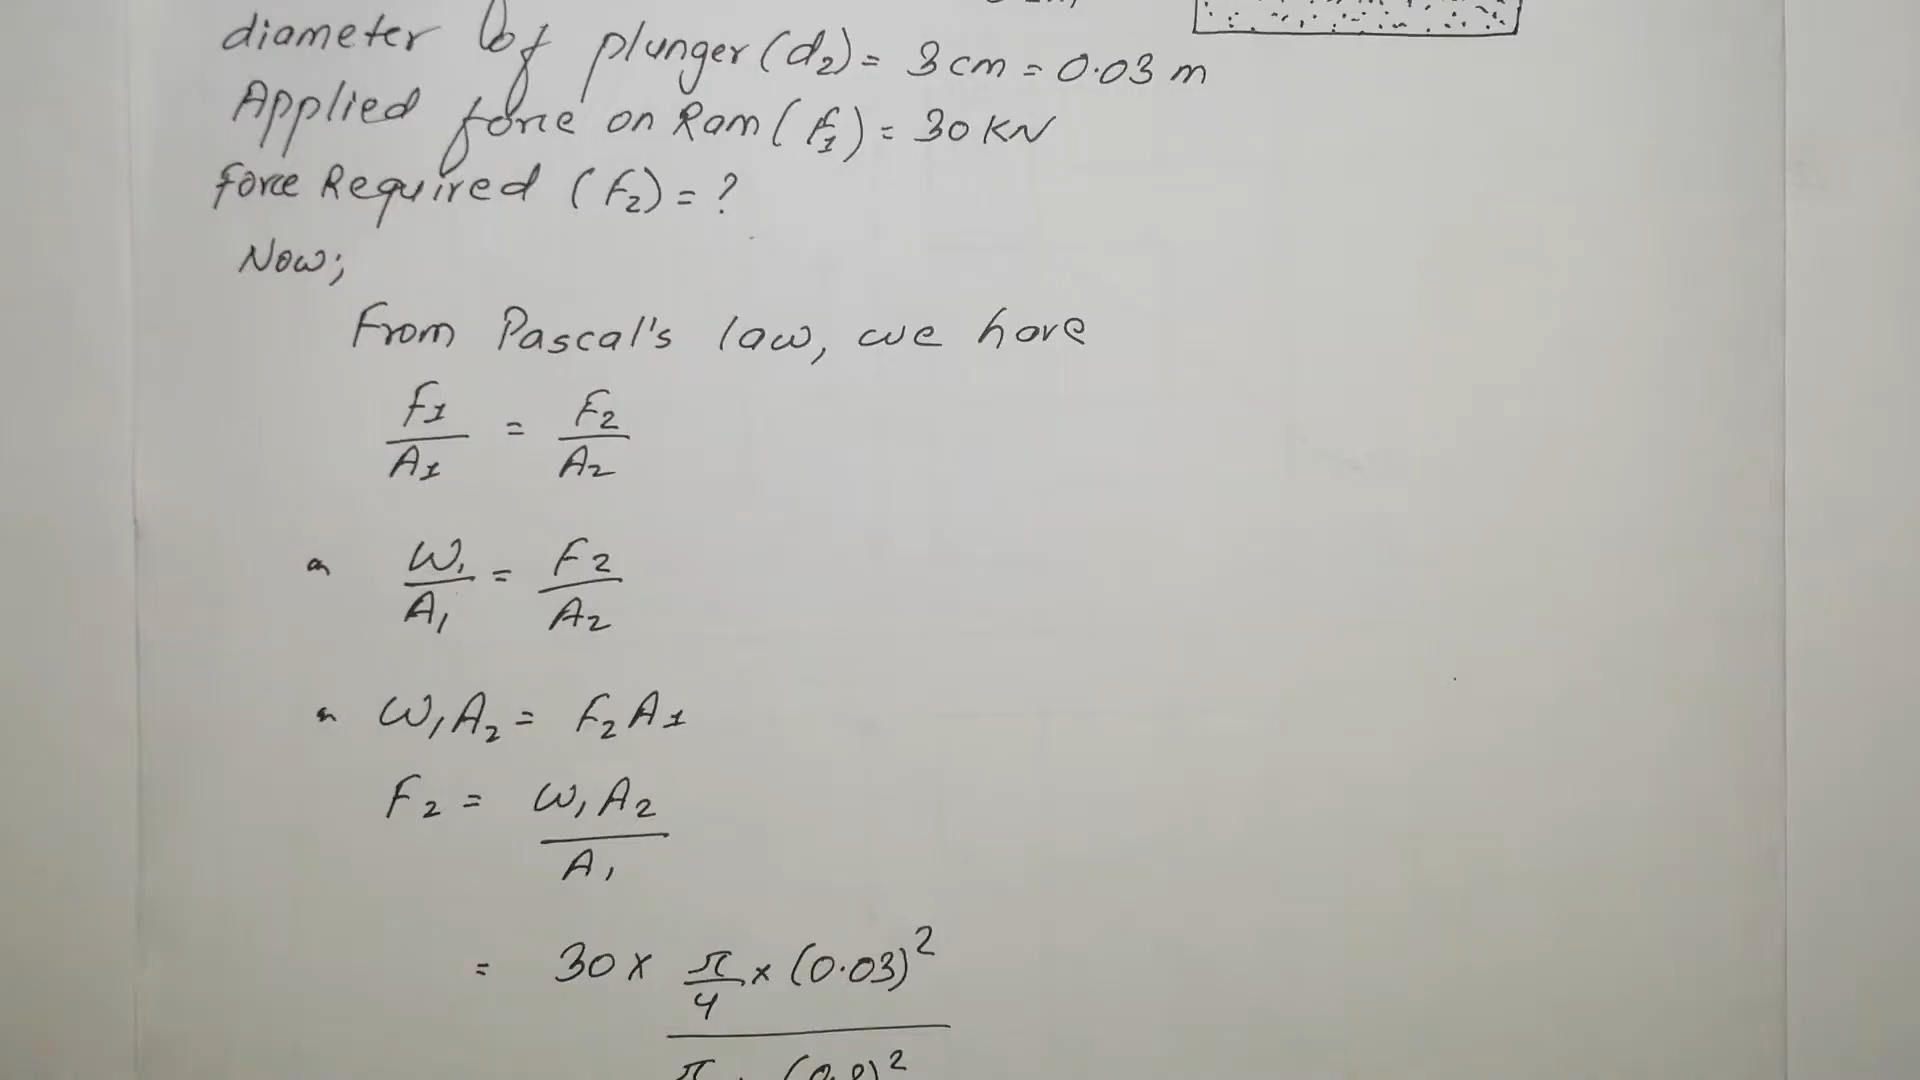 diameter of plunger (d2) = 3 cm = 0.03 m
Applied force on Ram (F1) = 30 KN
Force Required (F2) = ?
Now;
From Pascal's law, we have
F1/A1 = F2/A2
W1/A1 = F2/A2
W1A2 = F2A1
F2 = W1A2/A1
= 30 × π/4 × (0.03)²